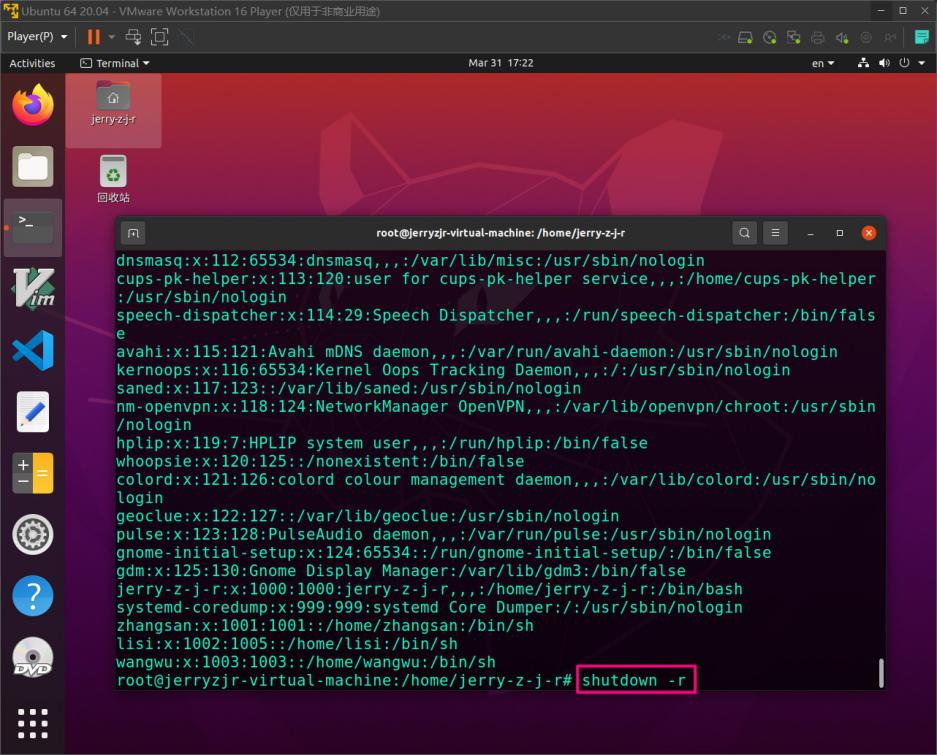 Ubuntu 64 20.04 - VMware Workstation 16 Player (仅用于非商业用途)
Player(P)
Activities
Terminal
Mar 31 17:22
en
jerry-z-j-r
回收站
root@jerryzjr-virtual-machine: /home/jerry-z-j-r
dnsmasq:x:112:65534:dnsmasq,,,:/var/lib/misc:/usr/sbin/nologin
cups-pk-helper:x:113:120:user for cups-pk-helper service,,,:/home/cups-pk-helper
:/usr/sbin/nologin
speech-dispatcher:x:114:29:Speech Dispatcher,,,:/run/speech-dispatcher:/bin/fals
e
avahi:x:115:121:Avahi mDNS daemon,,,:/var/run/avahi-daemon:/usr/sbin/nologin
kernoops:x:116:65534:Kernel Oops Tracking Daemon,,,:/:/usr/sbin/nologin
saned:x:117:123::/var/lib/saned:/usr/sbin/nologin
nm-openvpn:x:118:124:NetworkManager OpenVPN,,,:/var/lib/openvpn/chroot:/usr/sbin
/nologin
hplip:x:119:7:HPLIP system user,,,:/run/hplip:/bin/false
whoopsie:x:120:125::/nonexistent:/bin/false
colord:x:121:126:colord colour management daemon,,,:/var/lib/colord:/usr/sbin/no
login
geoclue:x:122:127::/var/lib/geoclue:/usr/sbin/nologin
pulse:x:123:128:PulseAudio daemon,,,:/var/run/pulse:/usr/sbin/nologin
gnome-initial-setup:x:124:65534::/run/gnome-initial-setup/:/bin/false
gdm:x:125:130:Gnome Display Manager:/var/lib/gdm3:/bin/false
jerry-z-j-r:x:1000:1000:jerry-z-j-r,,,:/home/jerry-z-j-r:/bin/bash
systemd-coredump:x:999:999:systemd Core Dumper:/:/usr/sbin/nologin
zhangsan:x:1001:1001::/home/zhangsan:/bin/sh
lisi:x:1002:1005::/home/lisi:/bin/sh
wangwu:x:1003:1003::/home/wangwu:/bin/sh
root@jerryzjr-virtual-machine:/home/jerry-z-j-r# shutdown -r
Vim
DVD